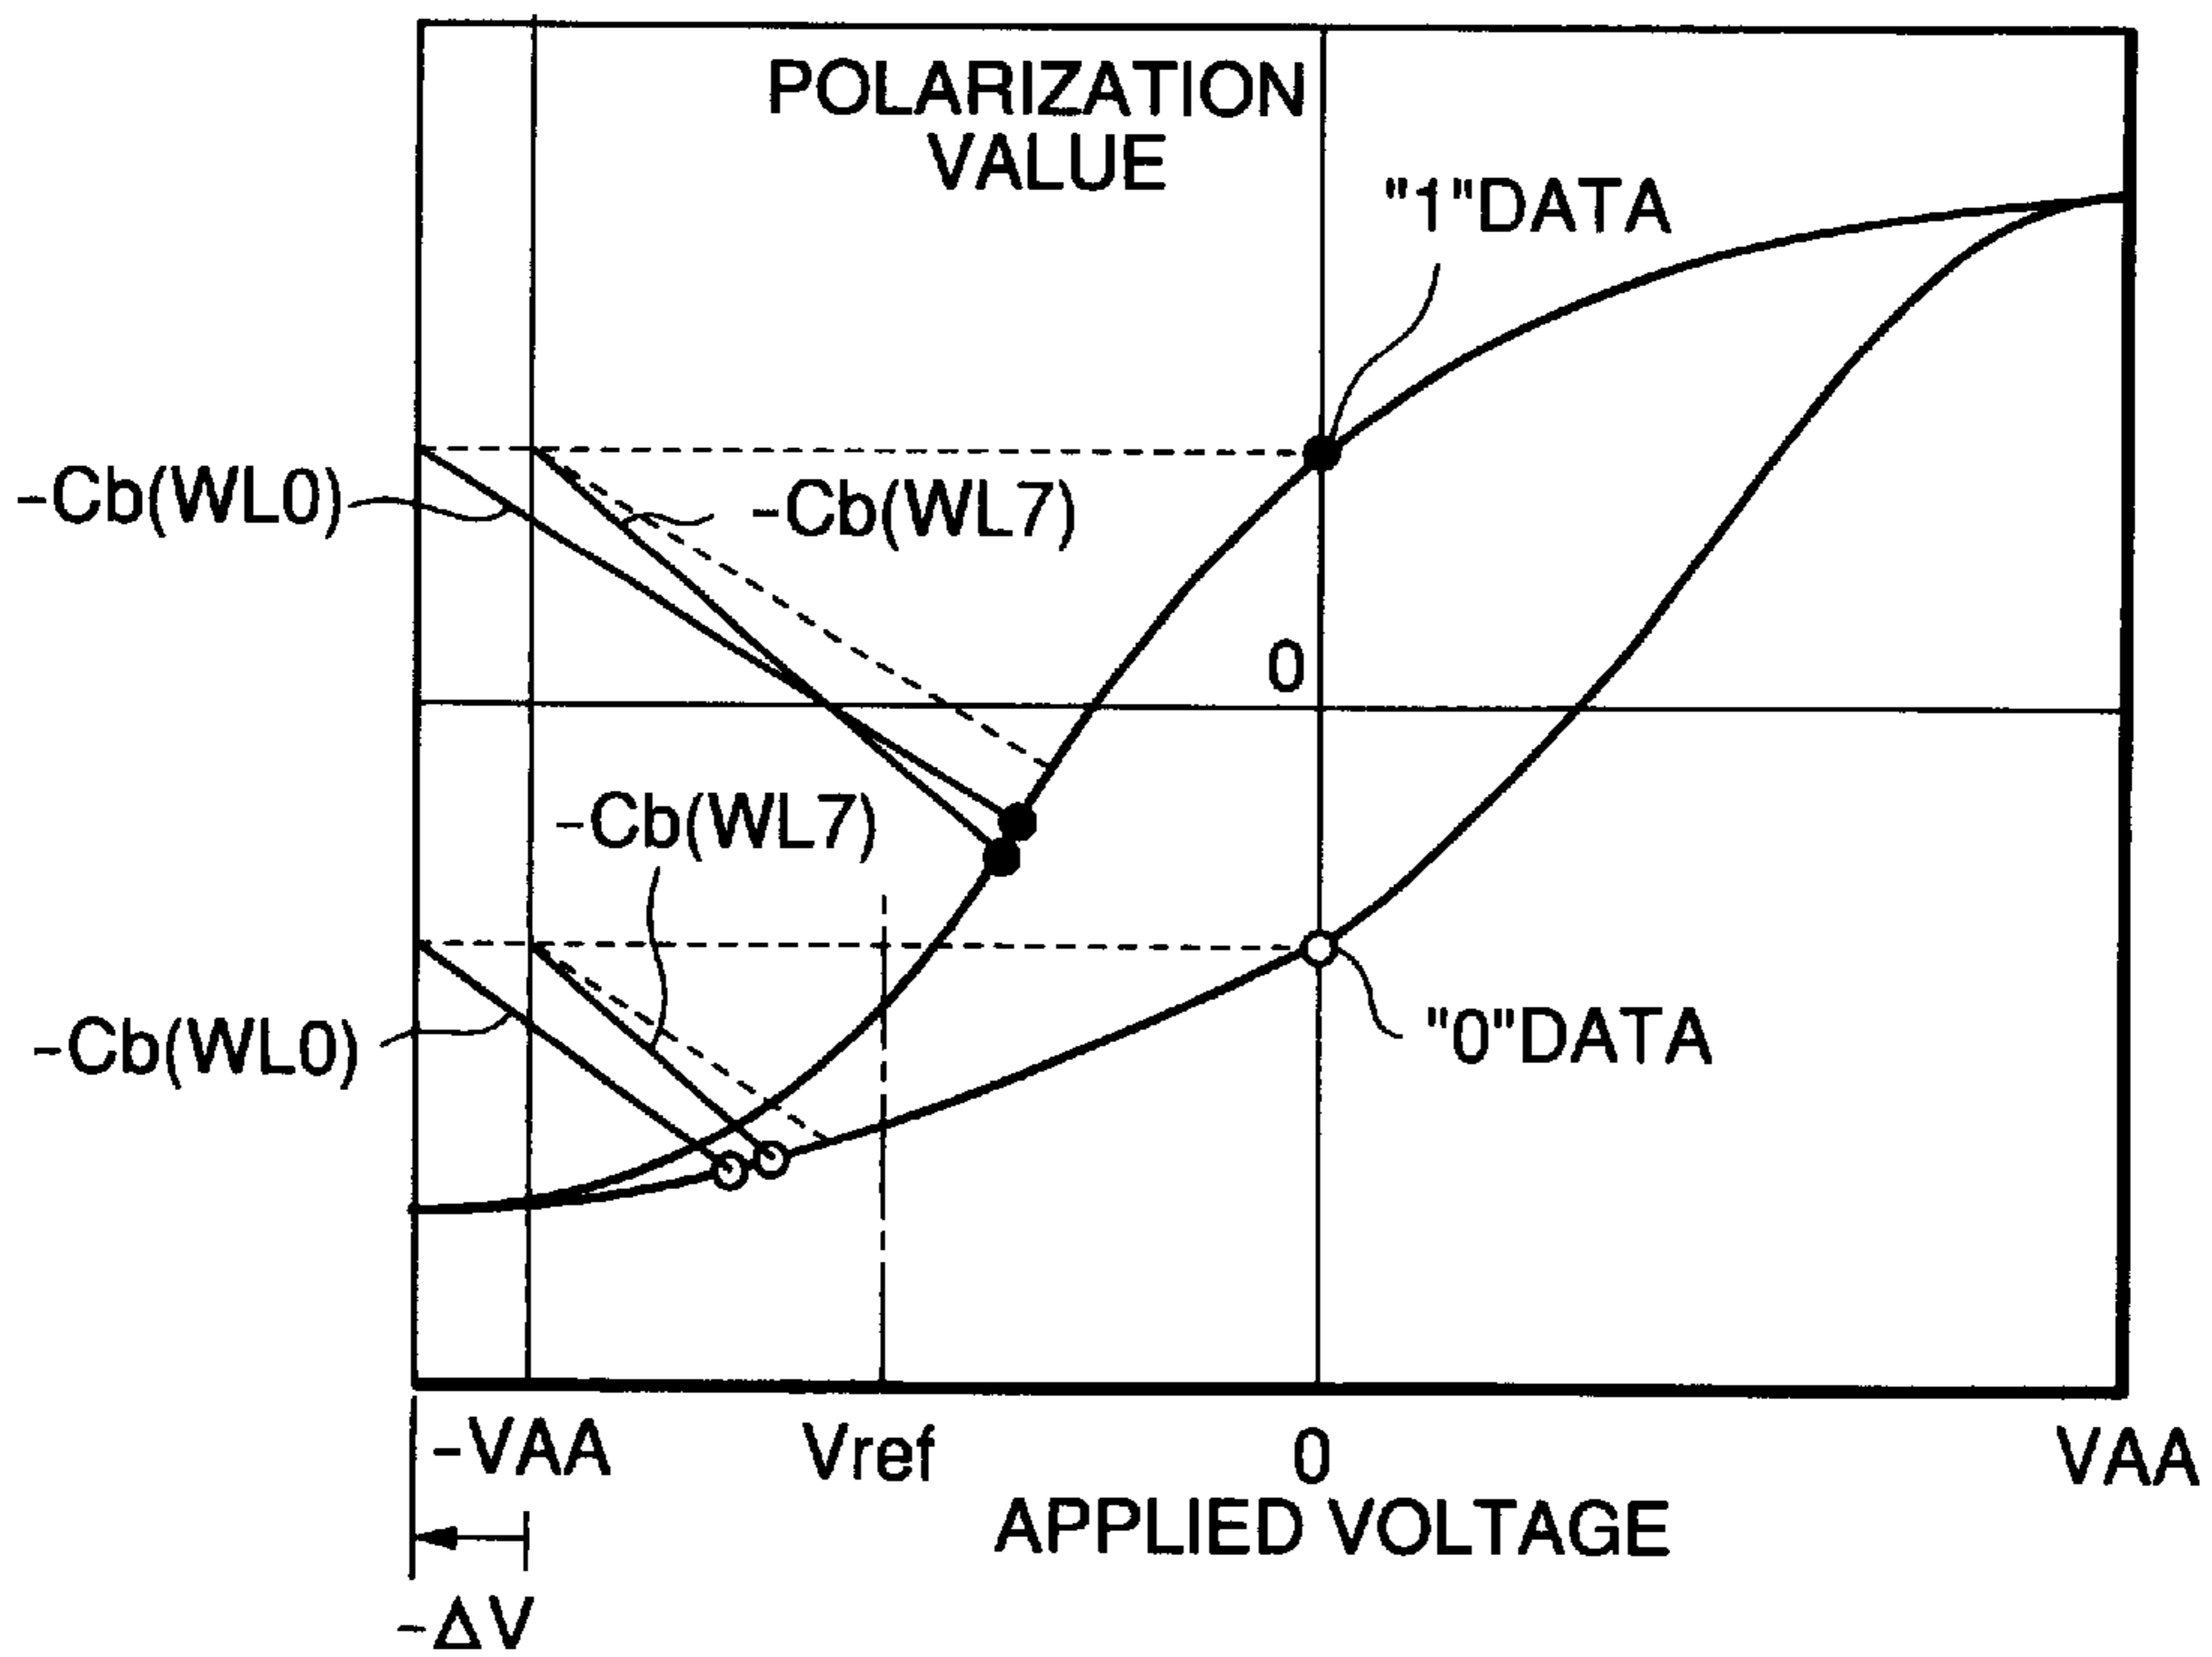 POLARIZATION
VALUE
"1"DATA
-Cb(WL0)
-Cb(WL7)
0
-Cb(WL7)
-Cb(WL0)
"0"DATA
-VAA
Vref
0
VAA
APPLIED VOLTAGE
-ΔV